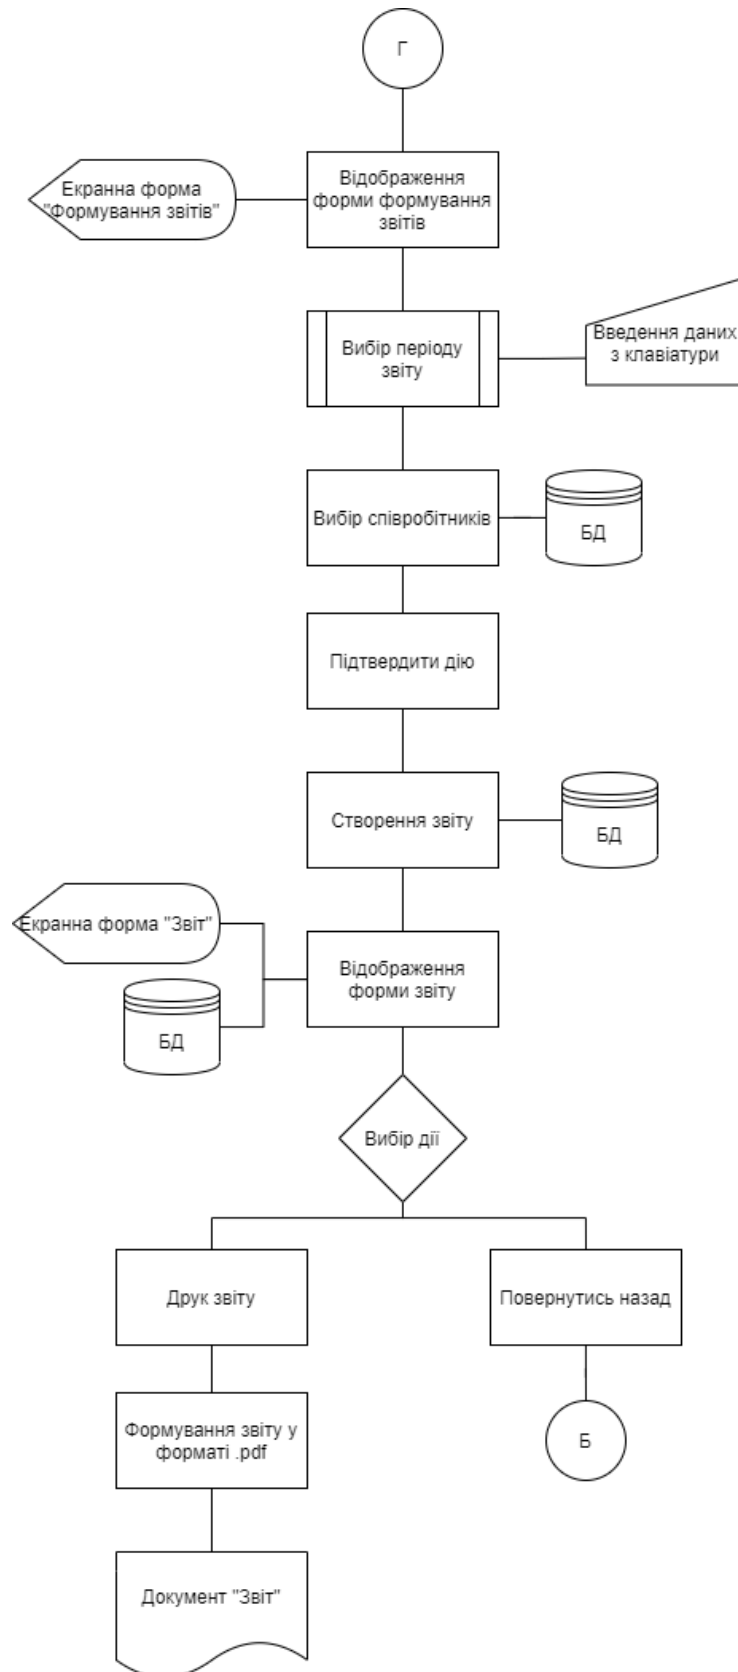 Г
Екранна форма
"Формування звітів"
Відображення
форми формування
звітів
Вибір періоду
звіту
Введення даних
з клавіатури
Вибір співробітників
БД
Підтвердити дію
Створення звіту
БД
Екранна форма "Звіт"
Відображення
форми звіту
БД
Вибір дії
Друк звіту
Повернутись назад
Формування звіту у
форматі .pdf
Б
Документ "Звіт"